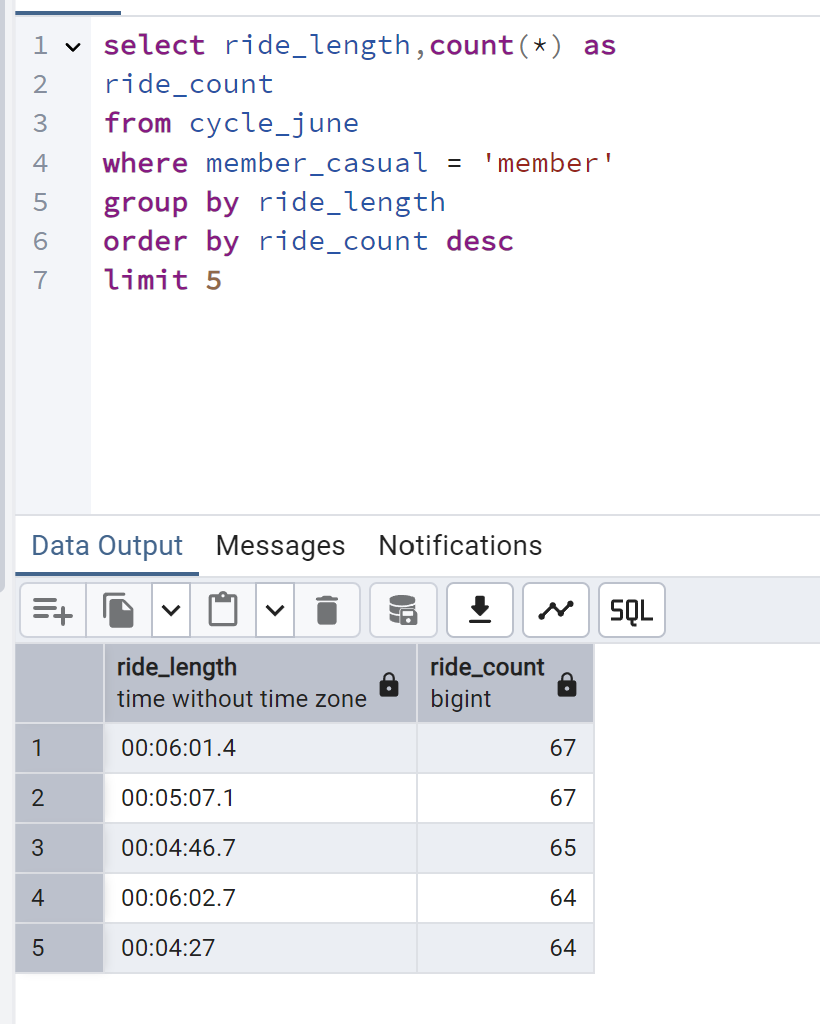 1 select ride_length,count(*) as
2 ride_count
3 from cycle_june
4 where member_casual = 'member'
5 group by ride_length
6 order by ride_count desc
7 limit 5
Data Output Messages Notifications
SQL
ride_length ride_count
time without time zone bigint
1 00:06:01.4 67
2 00:05:07.1 67
3 00:04:46.7 65
4 00:06:02.7 64
5 00:04:27 64